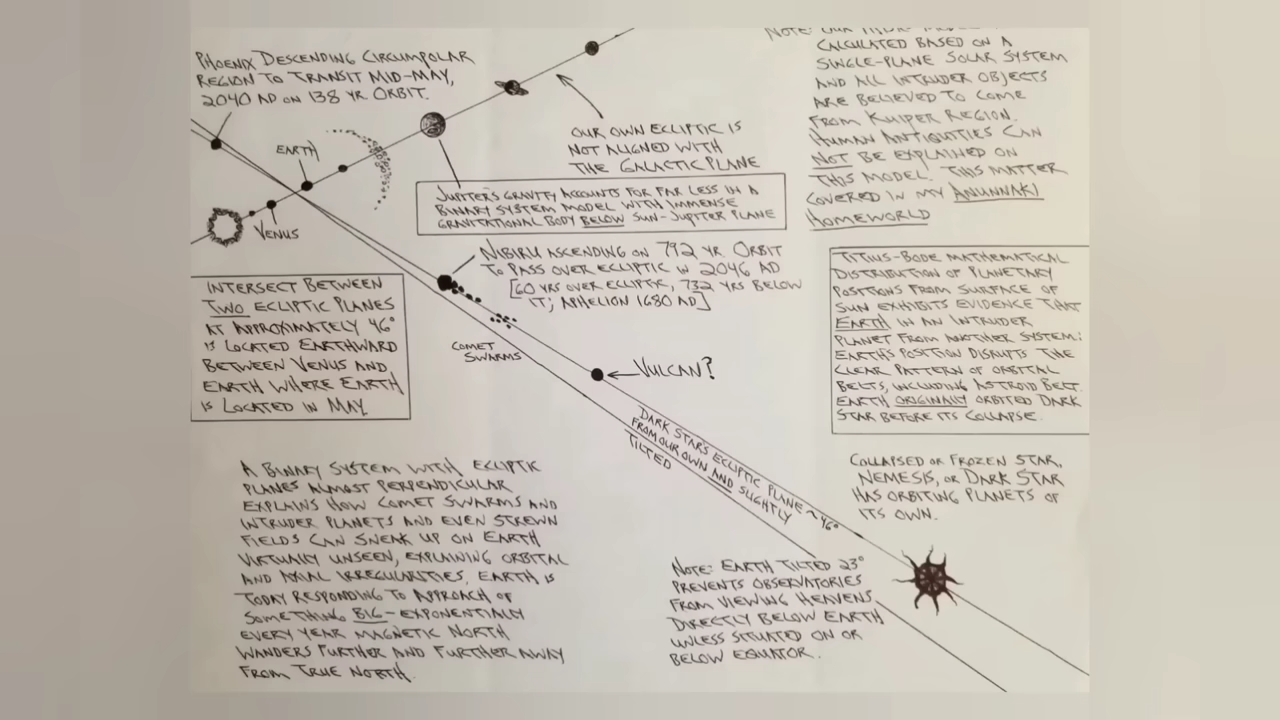 PHOENIX DESCENDING CIRCUMPOLAR
REGION TO TRANSIT MID-MAY,
2040 AD ON 138 YR ORBIT.
EARTH
VENUS
OUR OWN ECLIPTIC IS
NOT ALIGNED WITH
THE GALACTIC PLANE
JUPITER'S GRAVITY ACCOUNTS FOR FAR LESS IN A
BINARY SYSTEM MODEL WITH IMMENSE
GRAVITATIONAL BODY BELOW SUN-JUPITER PLANE
NOTE:
CALCULATED BASED ON A
SINGLE-PLANE SOLAR SYSTEM
AND ALL INTRUDER OBJECTS
ARE BELIEVED TO COME
FROM KUIPER REGION.
HUMAN ANTIQUITIES CAN
NOT BE EXPLAINED ON
THIS MODEL. THIS MATTER
COVERED IN MY ANUNNAKI
HOMEWORLD
NIBIRU ASCENDING ON 792 YR. ORBIT
TO PASS OVER ECLIPTIC IN 2046 AD
[60 YRS OVER ECLIPTIC, 732 YRS BELOW
IT; APHELION 1680 AD]
INTERSECT BETWEEN
TWO ECLIPTIC PLANES
AT APPROXIMATELY 46°
IS LOCATED EARTHWARD
BETWEEN VENUS AND
EARTH WHERE EARTH
IS LOCATED IN MAY.
COMET
SWARMS
VULCAN?
TITIUS-BODE MATHEMATICAL
DISTRIBUTION OF PLANETARY
POSITIONS FROM SURFACE OF
SUN EXHIBITS EVIDENCE THAT
EARTH IN AN INTRUDER
PLANET FROM ANOTHER SYSTEM:
EARTH'S POSITION DISRUPTS THE
CLEAR PATTERN OF ORBITAL
BELTS, INCLUDING ASTROID BELT.
EARTH ORIGINALLY ORBITED DARK
STAR BEFORE ITS COLLAPSE.
DARK STAR'S ECLIPTIC PLANE ~46°
FROM OUR OWN AND SLIGHTLY
TILTED
A BINARY SYSTEM WITH ECLIPTIC
PLANES ALMOST PERPENDICULAR
EXPLAINS HOW COMET SWARMS AND
INTRUDER PLANETS AND EVEN STREWN
FIELDS CAN SNEAK UP ON EARTH
VIRTUALLY UNSEEN, EXPLAINING ORBITAL
AND AXIAL IRREGULARITIES. EARTH IS
TODAY RESPONDING TO APPROACH OF
SOMETHING BIG - EXPONENTIALLY
EVERY YEAR MAGNETIC NORTH
WANDERS FURTHER AND FURTHER AWAY
FROM TRUE NORTH.
COLLAPSED OR FROZEN STAR,
NEMESIS, OR DARK STAR
HAS ORBITING PLANETS OF
ITS OWN.
NOTE: EARTH TILTED 23°
PREVENTS OBSERVATORIES
FROM VIEWING HEAVENS
DIRECTLY BELOW EARTH
UNLESS SITUATED ON OR
BELOW EQUATOR.